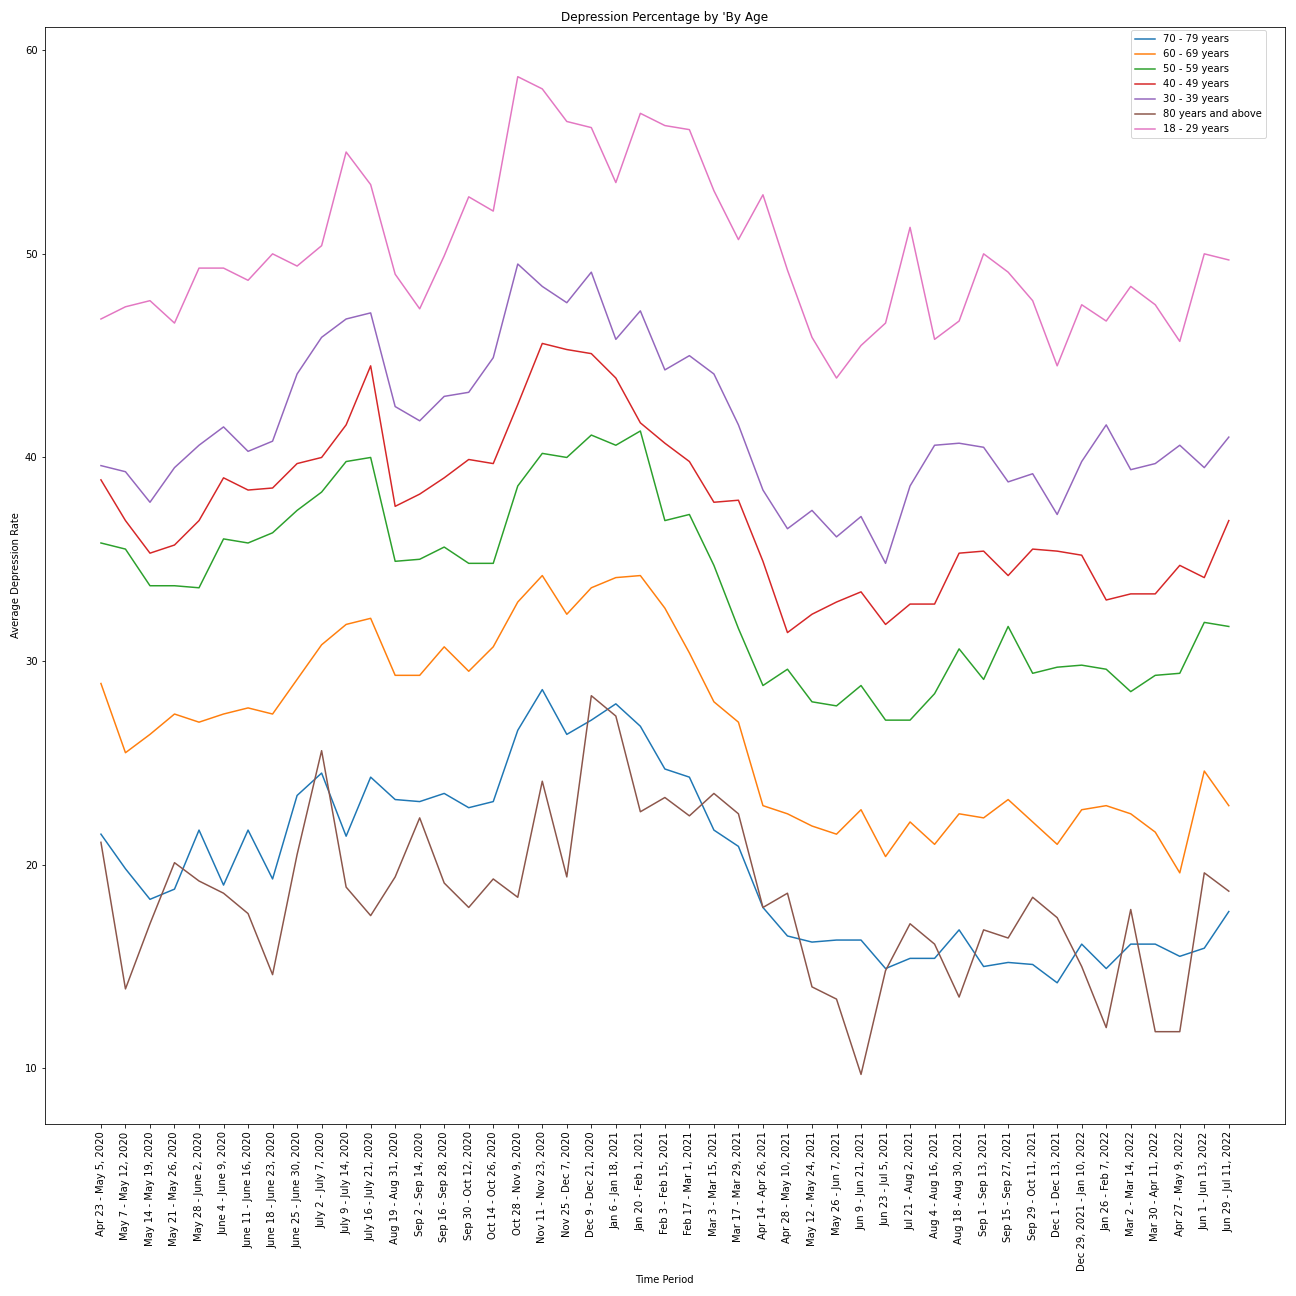 Depression Percentage by 'By Age
70 - 79 years
60 - 69 years
50 - 59 years
40 - 49 years
30 - 39 years
80 years and above
18 - 29 years
60
50
40
30
20
10
Average Depression Rate
Apr 23 - May 5, 2020
May 7 - May 12, 2020
May 14 - May 19, 2020
May 21 - May 26, 2020
May 28 - June 2, 2020
June 4 - June 9, 2020
June 11 - June 16, 2020
June 18 - June 23, 2020
June 25 - June 30, 2020
July 2 - July 7, 2020
July 9 - July 14, 2020
July 16 - July 21, 2020
Aug 19 - Aug 31, 2020
Sep 2 - Sep 14, 2020
Sep 16 - Sep 28, 2020
Sep 30 - Oct 12, 2020
Oct 14 - Oct 26, 2020
Oct 28 - Nov 9, 2020
Nov 11 - Nov 23, 2020
Nov 25 - Dec 7, 2020
Dec 9 - Dec 21, 2020
Jan 6 - Jan 18, 2021
Jan 20 - Feb 1, 2021
Feb 3 - Feb 15, 2021
Feb 17 - Mar 1, 2021
Mar 3 - Mar 15, 2021
Mar 17 - Mar 29, 2021
Apr 14 - Apr 26, 2021
Apr 28 - May 10, 2021
May 12 - May 24, 2021
May 26 - Jun 7, 2021
Jun 9 - Jun 21, 2021
Jun 23 - Jul 5, 2021
Jul 21 - Aug 2, 2021
Aug 4 - Aug 16, 2021
Aug 18 - Aug 30, 2021
Sep 1 - Sep 13, 2021
Sep 15 - Sep 27, 2021
Sep 29 - Oct 11, 2021
Dec 1 - Dec 13, 2021
Dec 29, 2021 - Jan 10, 2022
Jan 26 - Feb 7, 2022
Mar 2 - Mar 14, 2022
Mar 30 - Apr 11, 2022
Apr 27 - May 9, 2022
Jun 1 - Jun 13, 2022
Jun 29 - Jul 11, 2022
Time Period